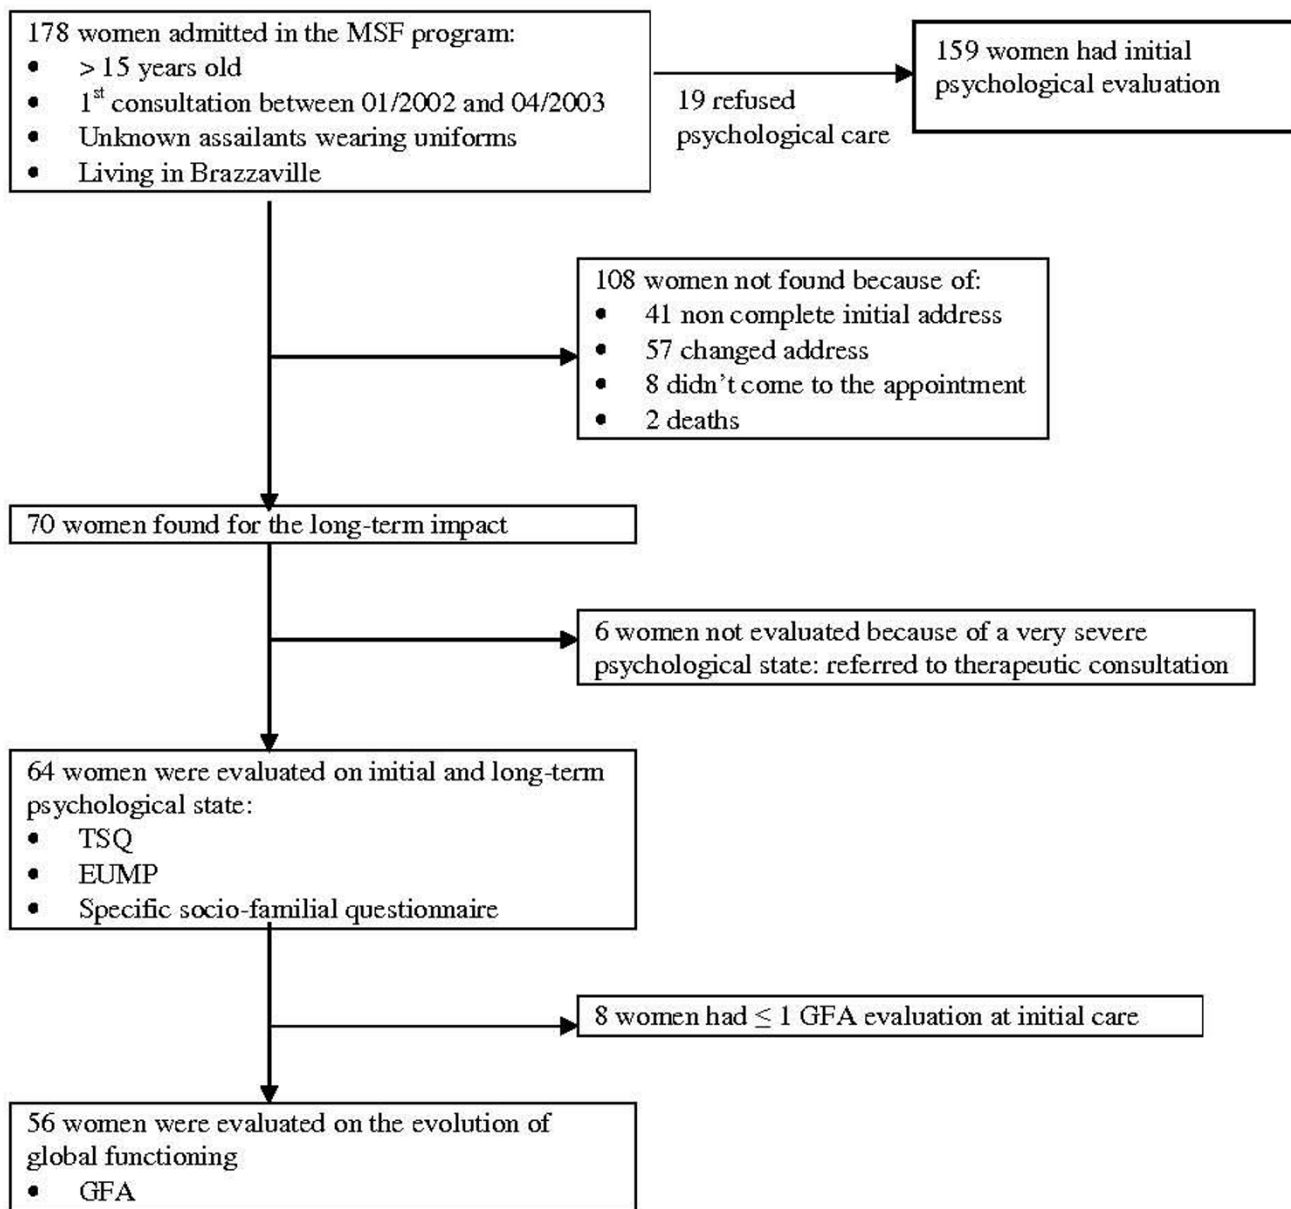 178 women admitted in the MSF program:
• > 15 years old
• 1st consultation between 01/2002 and 04/2003
• Unknown assailants wearing uniforms
• Living in Brazzaville
19 refused
psychological care
159 women had initial
psychological evaluation
108 women not found because of:
• 41 non complete initial address
• 57 changed address
• 8 didn't come to the appointment
• 2 deaths
70 women found for the long-term impact
6 women not evaluated because of a very severe
psychological state: referred to therapeutic consultation
64 women were evaluated on initial and long-term
psychological state:
• TSQ
• EUMP
• Specific socio-familial questionnaire
8 women had ≤ 1 GFA evaluation at initial care
56 women were evaluated on the evolution of
global functioning
• GFA